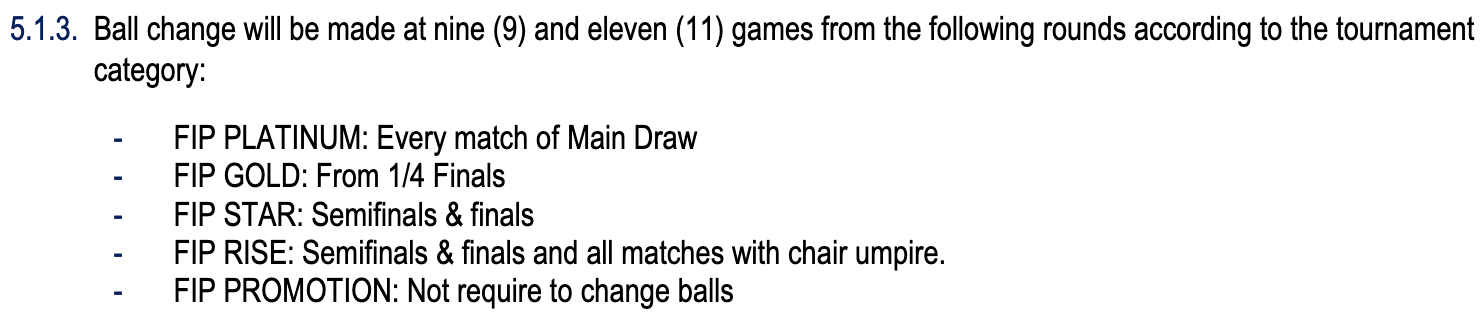 5.1.3. Ball change will be made at nine (9) and eleven (11) games from the following rounds according to the tournament
category:
- FIP PLATINUM: Every match of Main Draw
- FIP GOLD: From 1/4 Finals
- FIP STAR: Semifinals & finals
- FIP RISE: Semifinals & finals and all matches with chair umpire.
- FIP PROMOTION: Not require to change balls